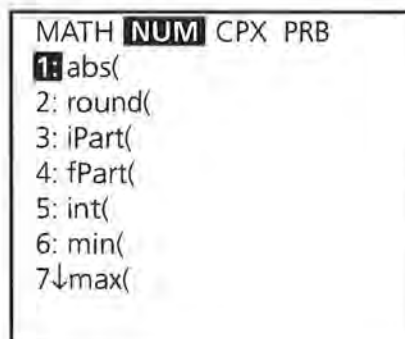 MATH NUM CPX PRB
1: abs(
2: round(
3: iPart(
4: fPart(
5: int(
6: min(
7↓max(